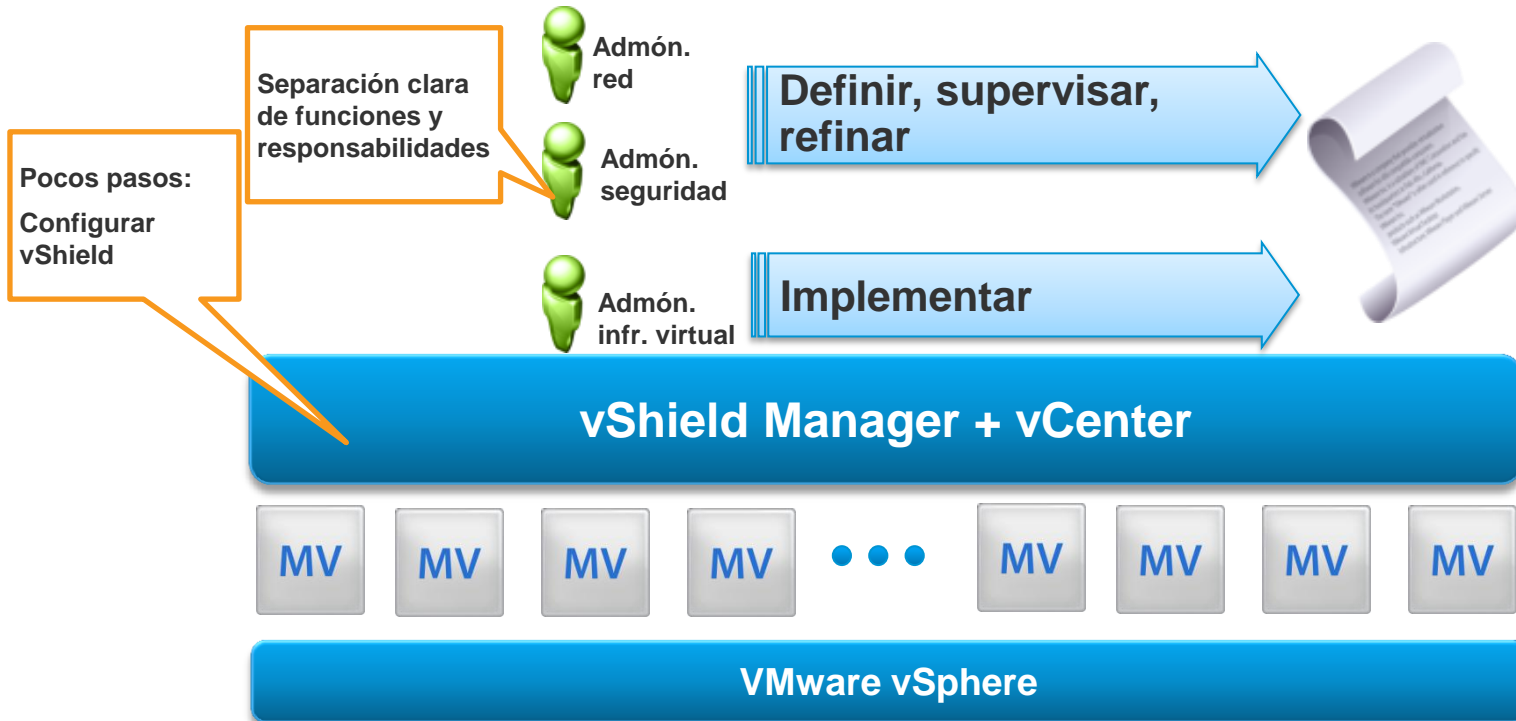 Separación clara
de funciones y
responsabilidades
Pocos pasos:
Configurar
vShield
Admón.
red
Admón.
seguridad
Admón.
infr. virtual
Definir, supervisar,
refinar
Implementar
vShield Manager + vCenter
MV MV MV MV MV MV MV MV
VMware vSphere